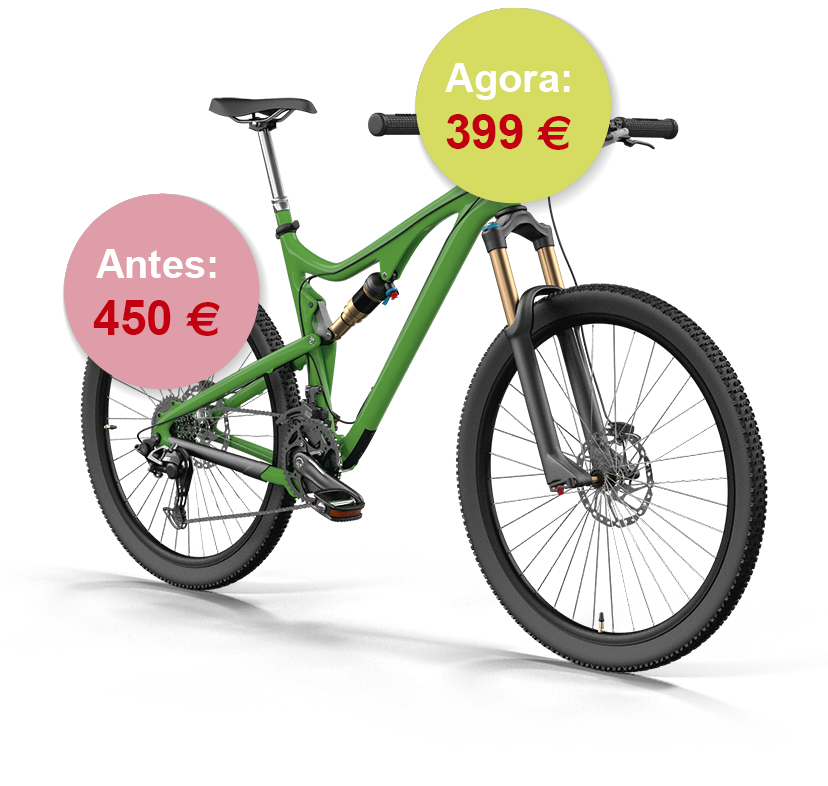 Agora:
399 €
Antes:
450 €